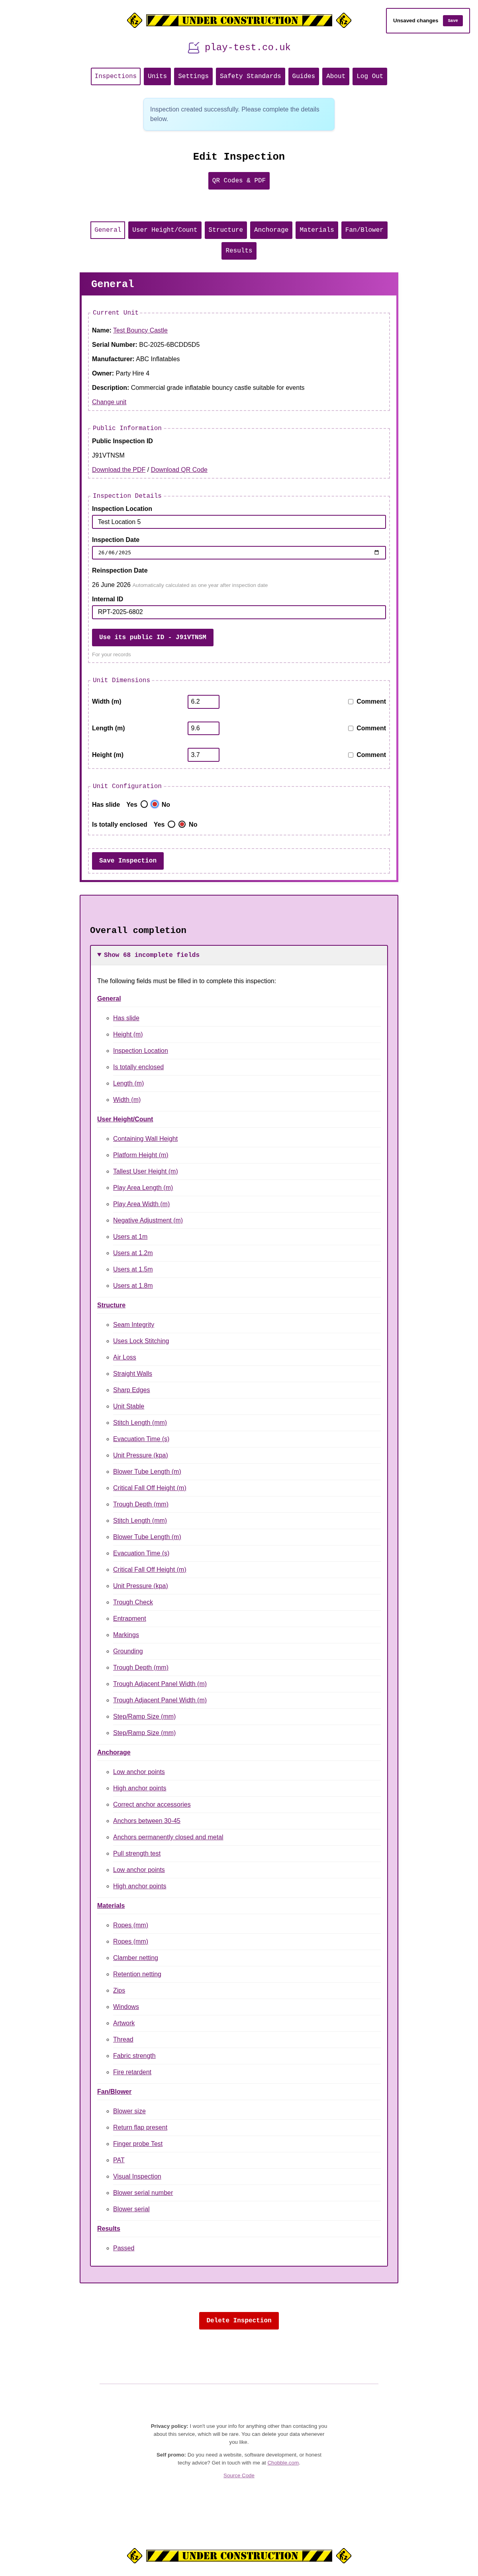 UNDER CONSTRUCTION
Unsaved changes Save
play-test.co.uk
Inspections Units Settings Safety Standards Guides About Log Out
Inspection created successfully. Please complete the details
below.
Edit Inspection
QR Codes & PDF
General User Height/Count Structure Anchorage Materials Fan/Blower
Results
General
Current Unit
Name: Test Bouncy Castle
Serial Number: BC-2025-6BCDD5D5
Manufacturer: ABC Inflatables
Owner: Party Hire 4
Description: Commercial grade inflatable bouncy castle suitable for events
Change unit
Public Information
Public Inspection ID
J91VTNSM
Download the PDF / Download QR Code
Inspection Details
Inspection Location
Test Location 5
Inspection Date
26/06/2025
Reinspection Date
26 June 2026 Automatically calculated as one year after inspection date
Internal ID
RPT-2025-6802
Use its public ID - J91VTNSM
For your records
Unit Dimensions
Width (m) 6.2 Comment
Length (m) 9.6 Comment
Height (m) 3.7 Comment
Unit Configuration
Has slide Yes No
Is totally enclosed Yes No
Save Inspection
Overall completion
▼ Show 68 incomplete fields
The following fields must be filled in to complete this inspection:
General
Has slide
Height (m)
Inspection Location
Is totally enclosed
Length (m)
Width (m)
User Height/Count
Containing Wall Height
Platform Height (m)
Tallest User Height (m)
Play Area Length (m)
Play Area Width (m)
Negative Adjustment (m)
Users at 1m
Users at 1.2m
Users at 1.5m
Users at 1.8m
Structure
Seam Integrity
Uses Lock Stitching
Air Loss
Straight Walls
Sharp Edges
Unit Stable
Stitch Length (mm)
Evacuation Time (s)
Unit Pressure (kpa)
Blower Tube Length (m)
Critical Fall Off Height (m)
Trough Depth (mm)
Stitch Length (mm)
Blower Tube Length (m)
Evacuation Time (s)
Critical Fall Off Height (m)
Unit Pressure (kpa)
Trough Check
Entrapment
Markings
Grounding
Trough Depth (mm)
Trough Adjacent Panel Width (m)
Trough Adjacent Panel Width (m)
Step/Ramp Size (mm)
Step/Ramp Size (mm)
Anchorage
Low anchor points
High anchor points
Correct anchor accessories
Anchors between 30-45
Anchors permanently closed and metal
Pull strength test
Low anchor points
High anchor points
Materials
Ropes (mm)
Ropes (mm)
Clamber netting
Retention netting
Zips
Windows
Artwork
Thread
Fabric strength
Fire retardent
Fan/Blower
Blower size
Return flap present
Finger probe Test
PAT
Visual Inspection
Blower serial number
Blower serial
Results
Passed
Delete Inspection
Privacy policy: I won't use your info for anything other than contacting you
about this service, which will be rare. You can delete your data whenever
you like.
Self promo: Do you need a website, software development, or honest
techy advice? Get in touch with me at Chobble.com.
Source Code
UNDER CONSTRUCTION